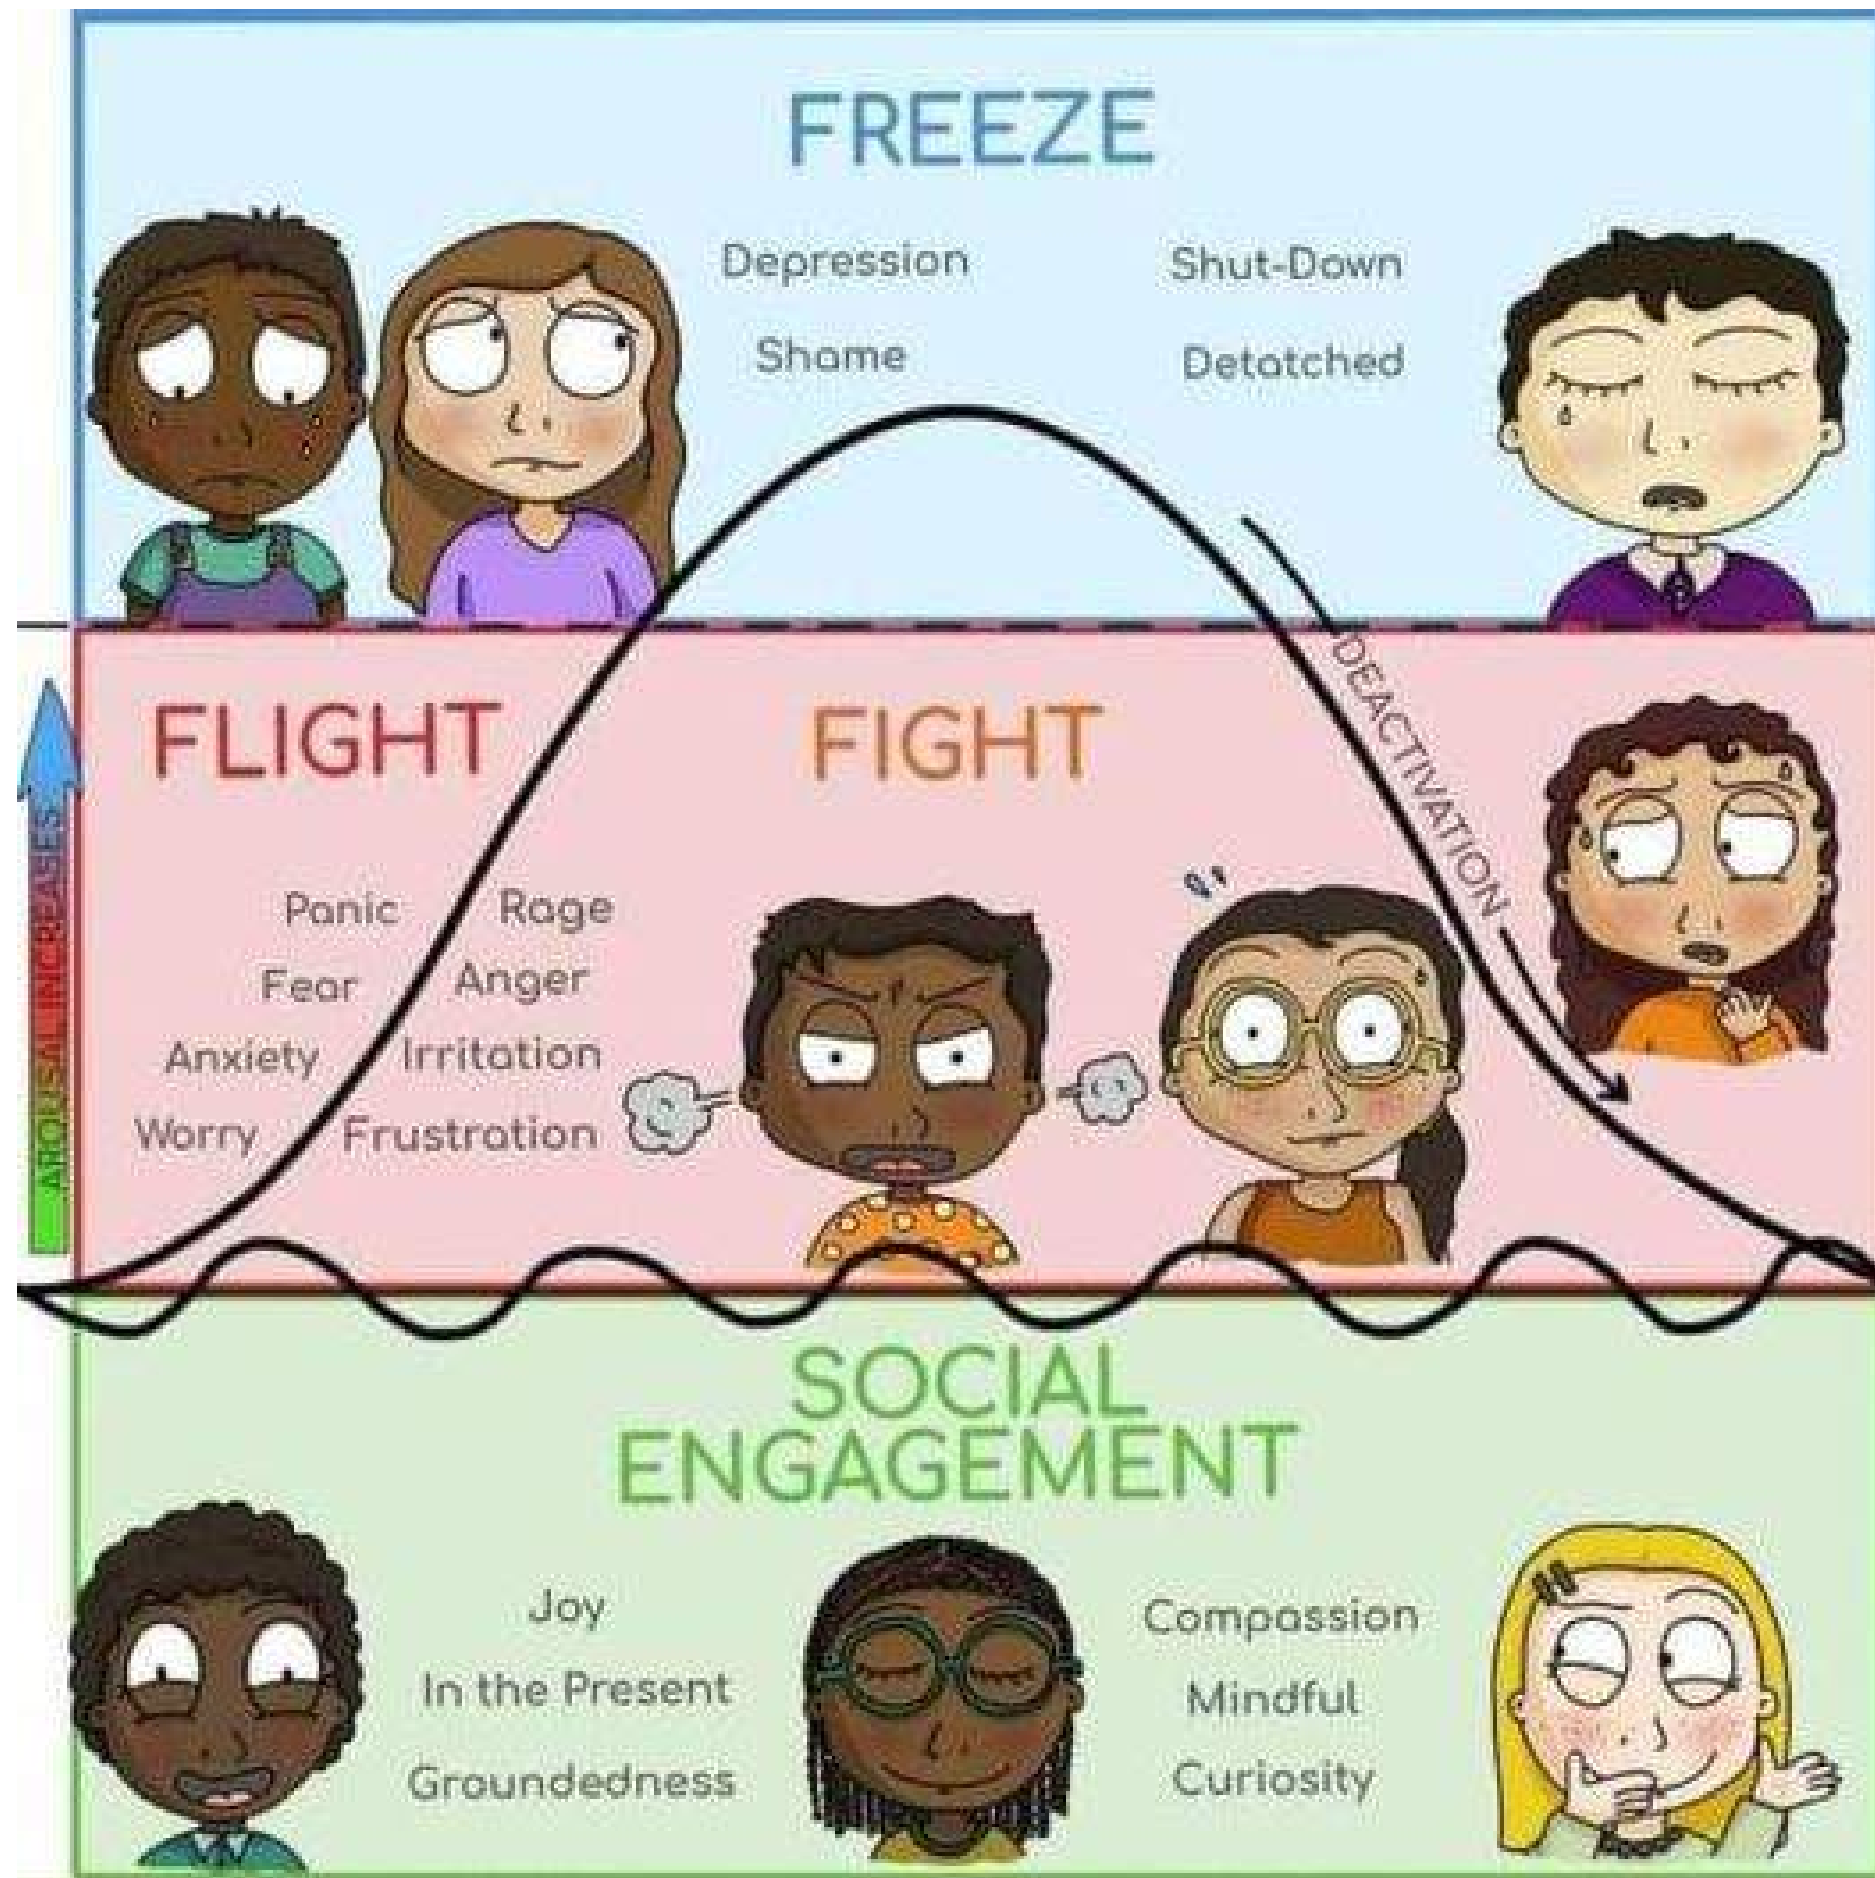 FREEZE
Depression
Shut-Down
Shame
Detatched
FLIGHT
FIGHT
DEACTIVATION
AROUSAL INCREASES
Panic
Rage
Fear
Anger
Anxiety
Irritation
Worry
Frustration
SOCIAL
ENGAGEMENT
Joy
Compassion
In the Present
Mindful
Groundedness
Curiosity